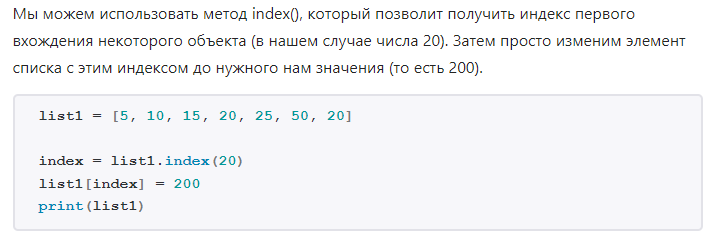 Мы можем использовать метод index(), который позволит получить индекс первого
вхождения некоторого объекта (в нашем случае числа 20). Затем просто изменим элемент
списка с этим индексом до нужного нам значения (то есть 200).
list1 = [5, 10, 15, 20, 25, 50, 20]
index = list1.index(20)
list1[index] = 200
print(list1)